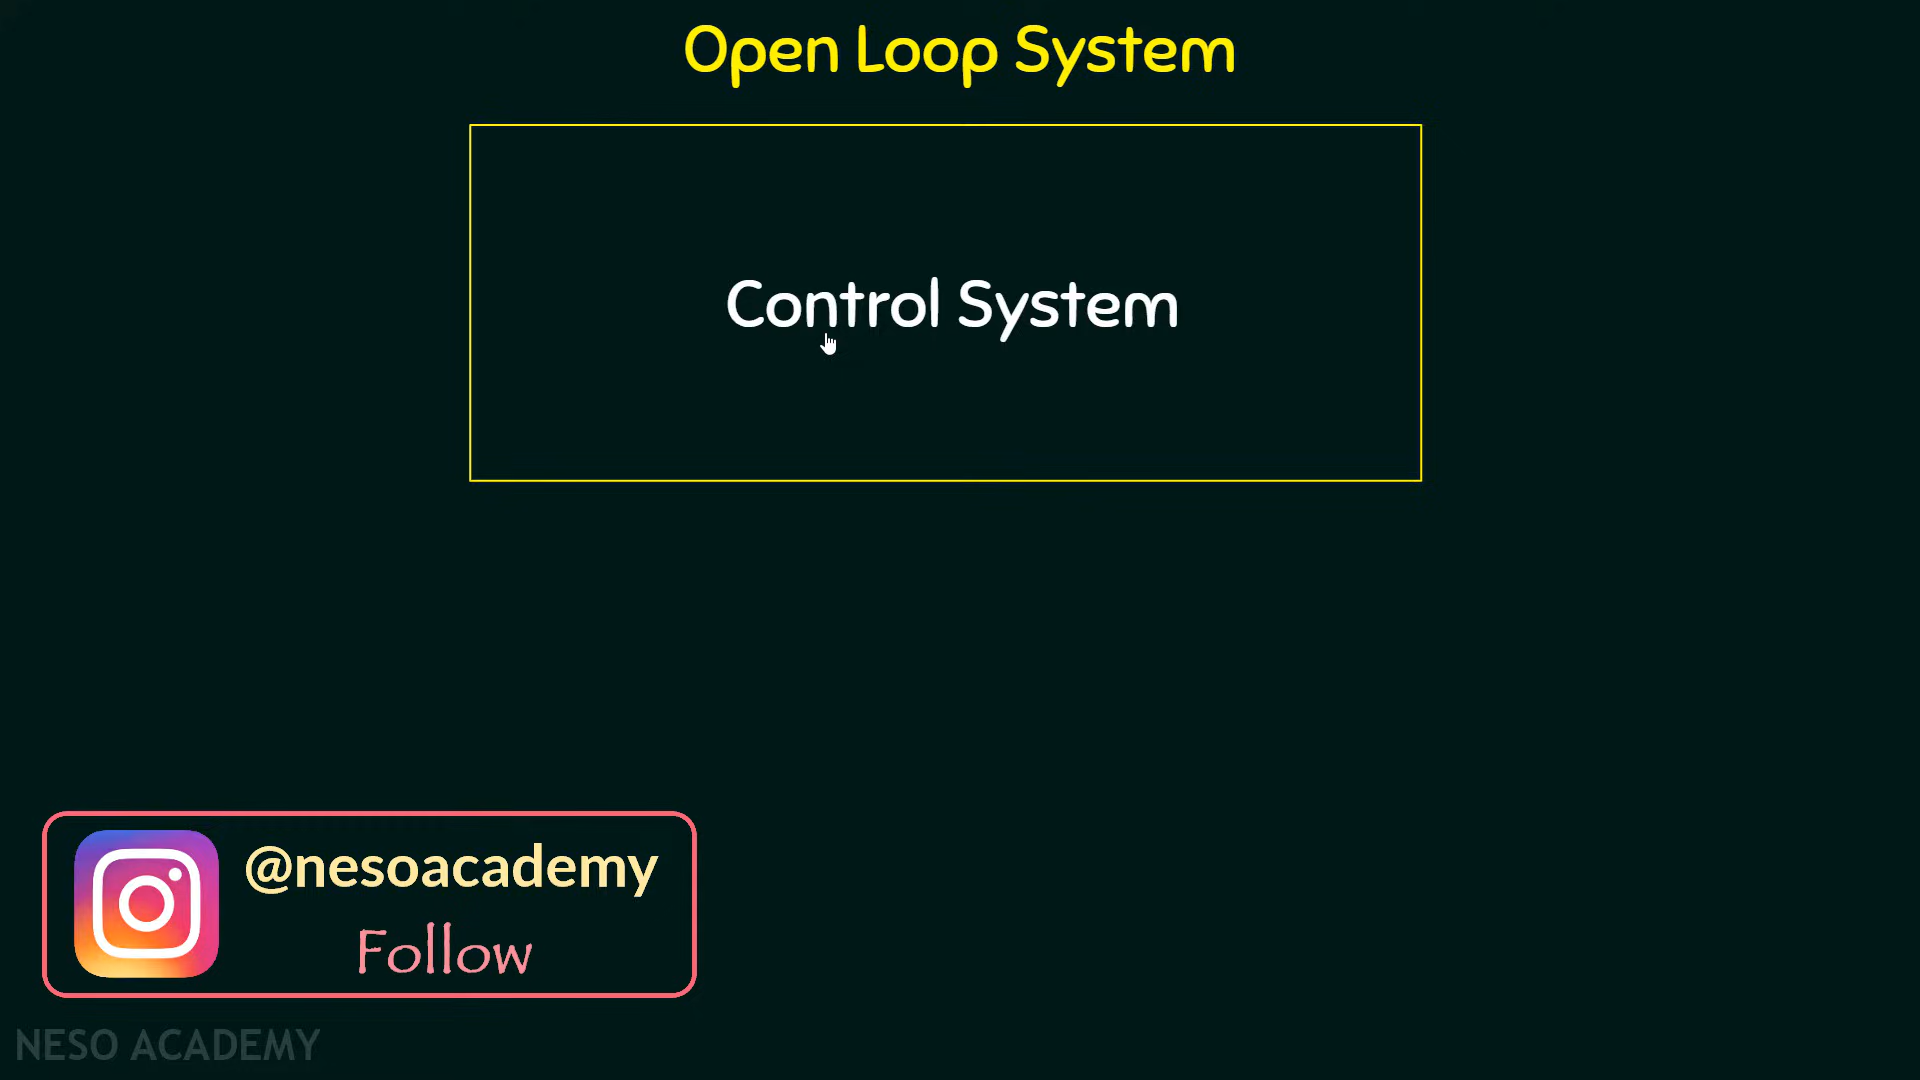 Open Loop System
Control System
@nesoacademy
Follow
NESO ACADEMY